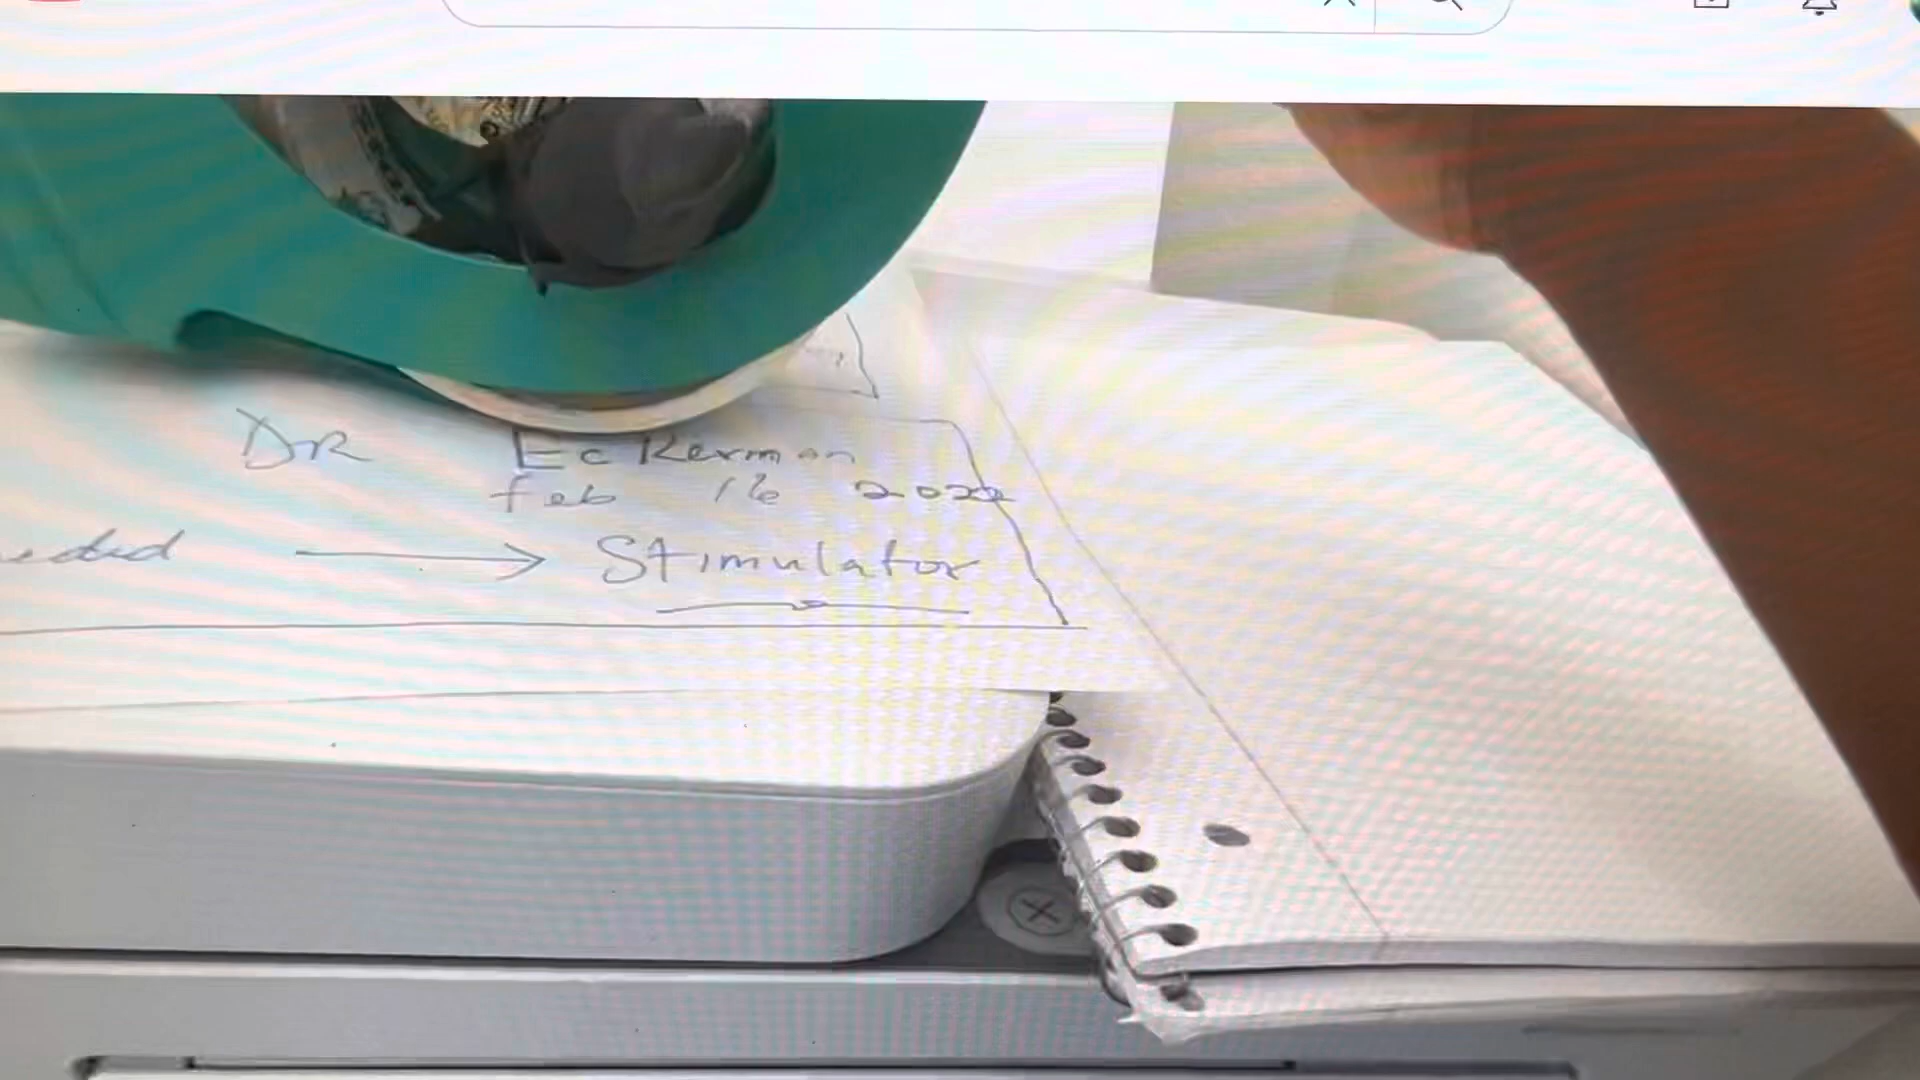 DR Eckerman
feb 16 2022
→ Stimulator